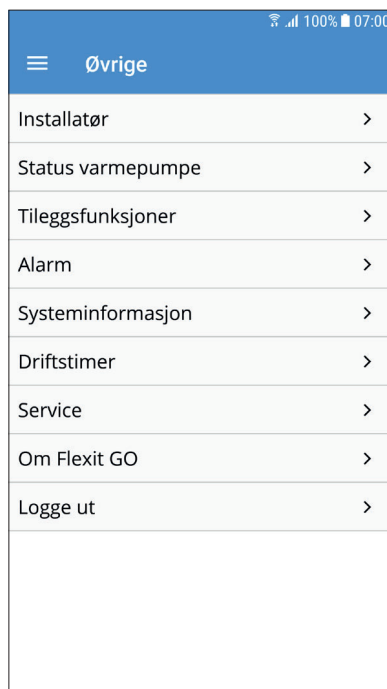 100% 07:00
Øvrige
Installatør
Status varmepumpe
Tileggsfunksjoner
Alarm
Systeminformasjon
Driftstimer
Service
Om Flexit GO
Logge ut